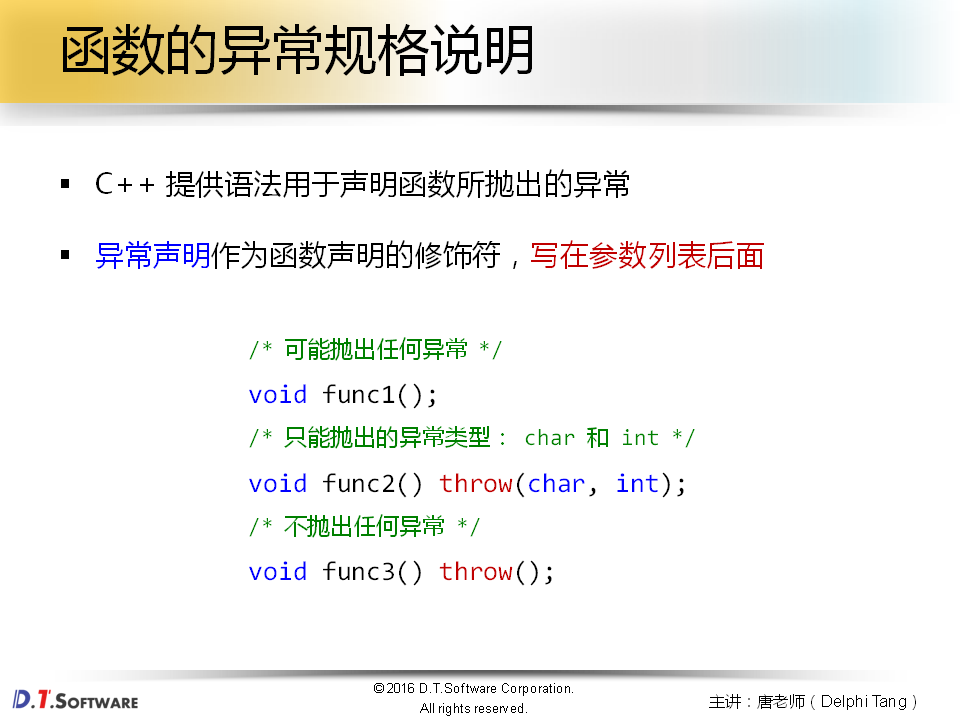 函数的异常规格说明
▪ C++ 提供语法用于声明函数所抛出的异常
▪ 异常声明作为函数声明的修饰符，写在参数列表后面
/* 可能抛出任何异常 */
void func1();
/* 只能抛出的异常类型： char 和 int */
void func2() throw(char, int);
/* 不抛出任何异常 */
void func3() throw();
D.T.SOFTWARE
©2016 D.T.Software Corporation.
All rights reserved.
主讲：唐老师（Delphi Tang）